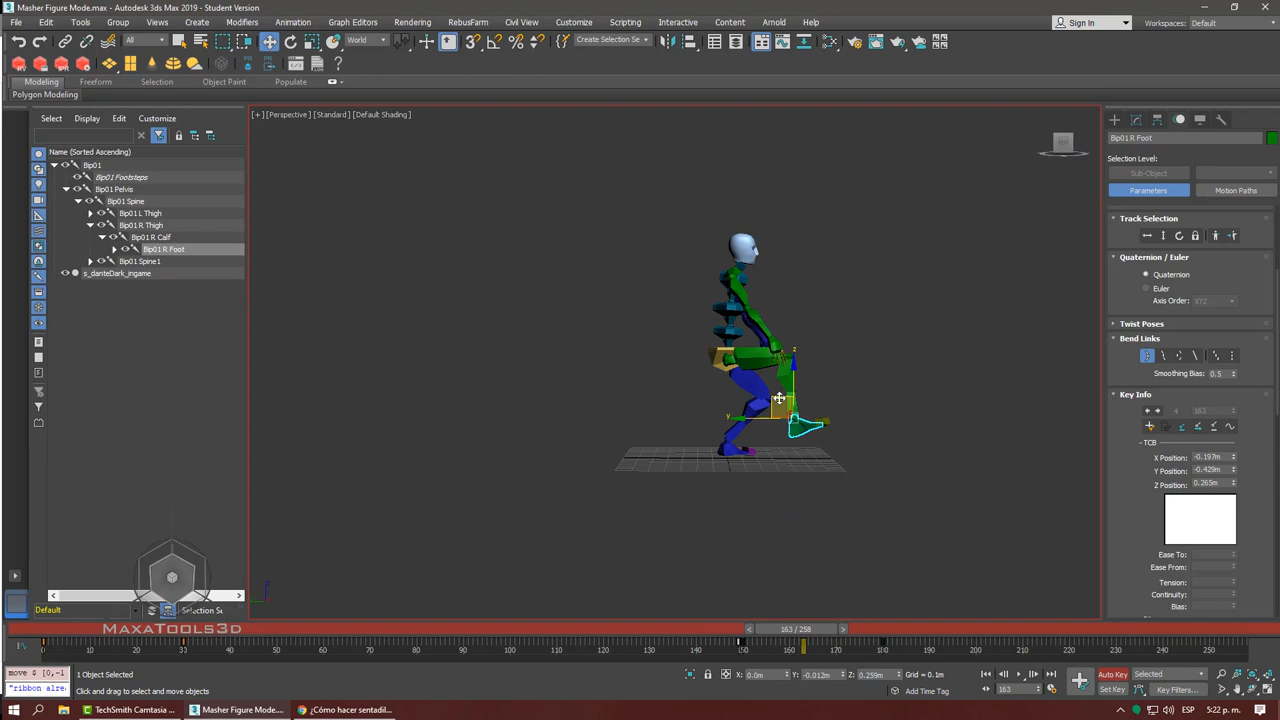 Masher Figure Mode.max - Autodesk 3ds Max 2019 - Student Version
File Edit Tools Group Views Create Modifiers Animation Graph Editors Rendering RebusFarm Civil View Customize Scripting Interactive Content Arnold Help
Sign In Workspaces: Default
All World Create Selection Se
Modeling Freeform Selection Object Paint Populate
Polygon Modeling
Select Display Edit Customize
[+] [Perspective] [Standard] [Default Shading]
Bip01 R Foot
Name (Sorted Ascending)
Bip01
Bip01 Footsteps
Bip01 Pelvis
Bip01 Spine
Bip01 L Thigh
Bip01 R Thigh
Bip01 R Calf
Bip01 R Foot
Bip01 Spine1
s_danteDark_ingame
Selection Level:
Sub-Object
Parameters Motion Paths
Track Selection
Quaternion / Euler
Quaternion
Euler
Axis Order: XYZ
Twist Poses
Bend Links
Smoothing Bias: 0.5
Key Info
163
TCB
X Position: -0.197m
Y Position: -0.429m
Z Position: 0.265m
Ease To:
Ease From:
Tension:
Continuity:
Bias:
z
y
z
Default Selection Se
MAXATOOLS3D
< 163 / 258 >
0 10 20 30 40 50 60 70 80 90 100 110 120 130 140 150 160 170 180 190 200 210 220 230 240 250
move $ [0,-1
"ribbon alre
1 Object Selected
Click and drag to select and move objects
X: 0.0m Y: -0.012m Z: 0.259m Grid = 0.1m
Add Time Tag
163
Auto Key Selected
Set Key Key Filters...
TechSmith Camtasia ... Masher Figure Mode.... ¿Cómo hacer sentadil...
ESP 5:22 p. m.